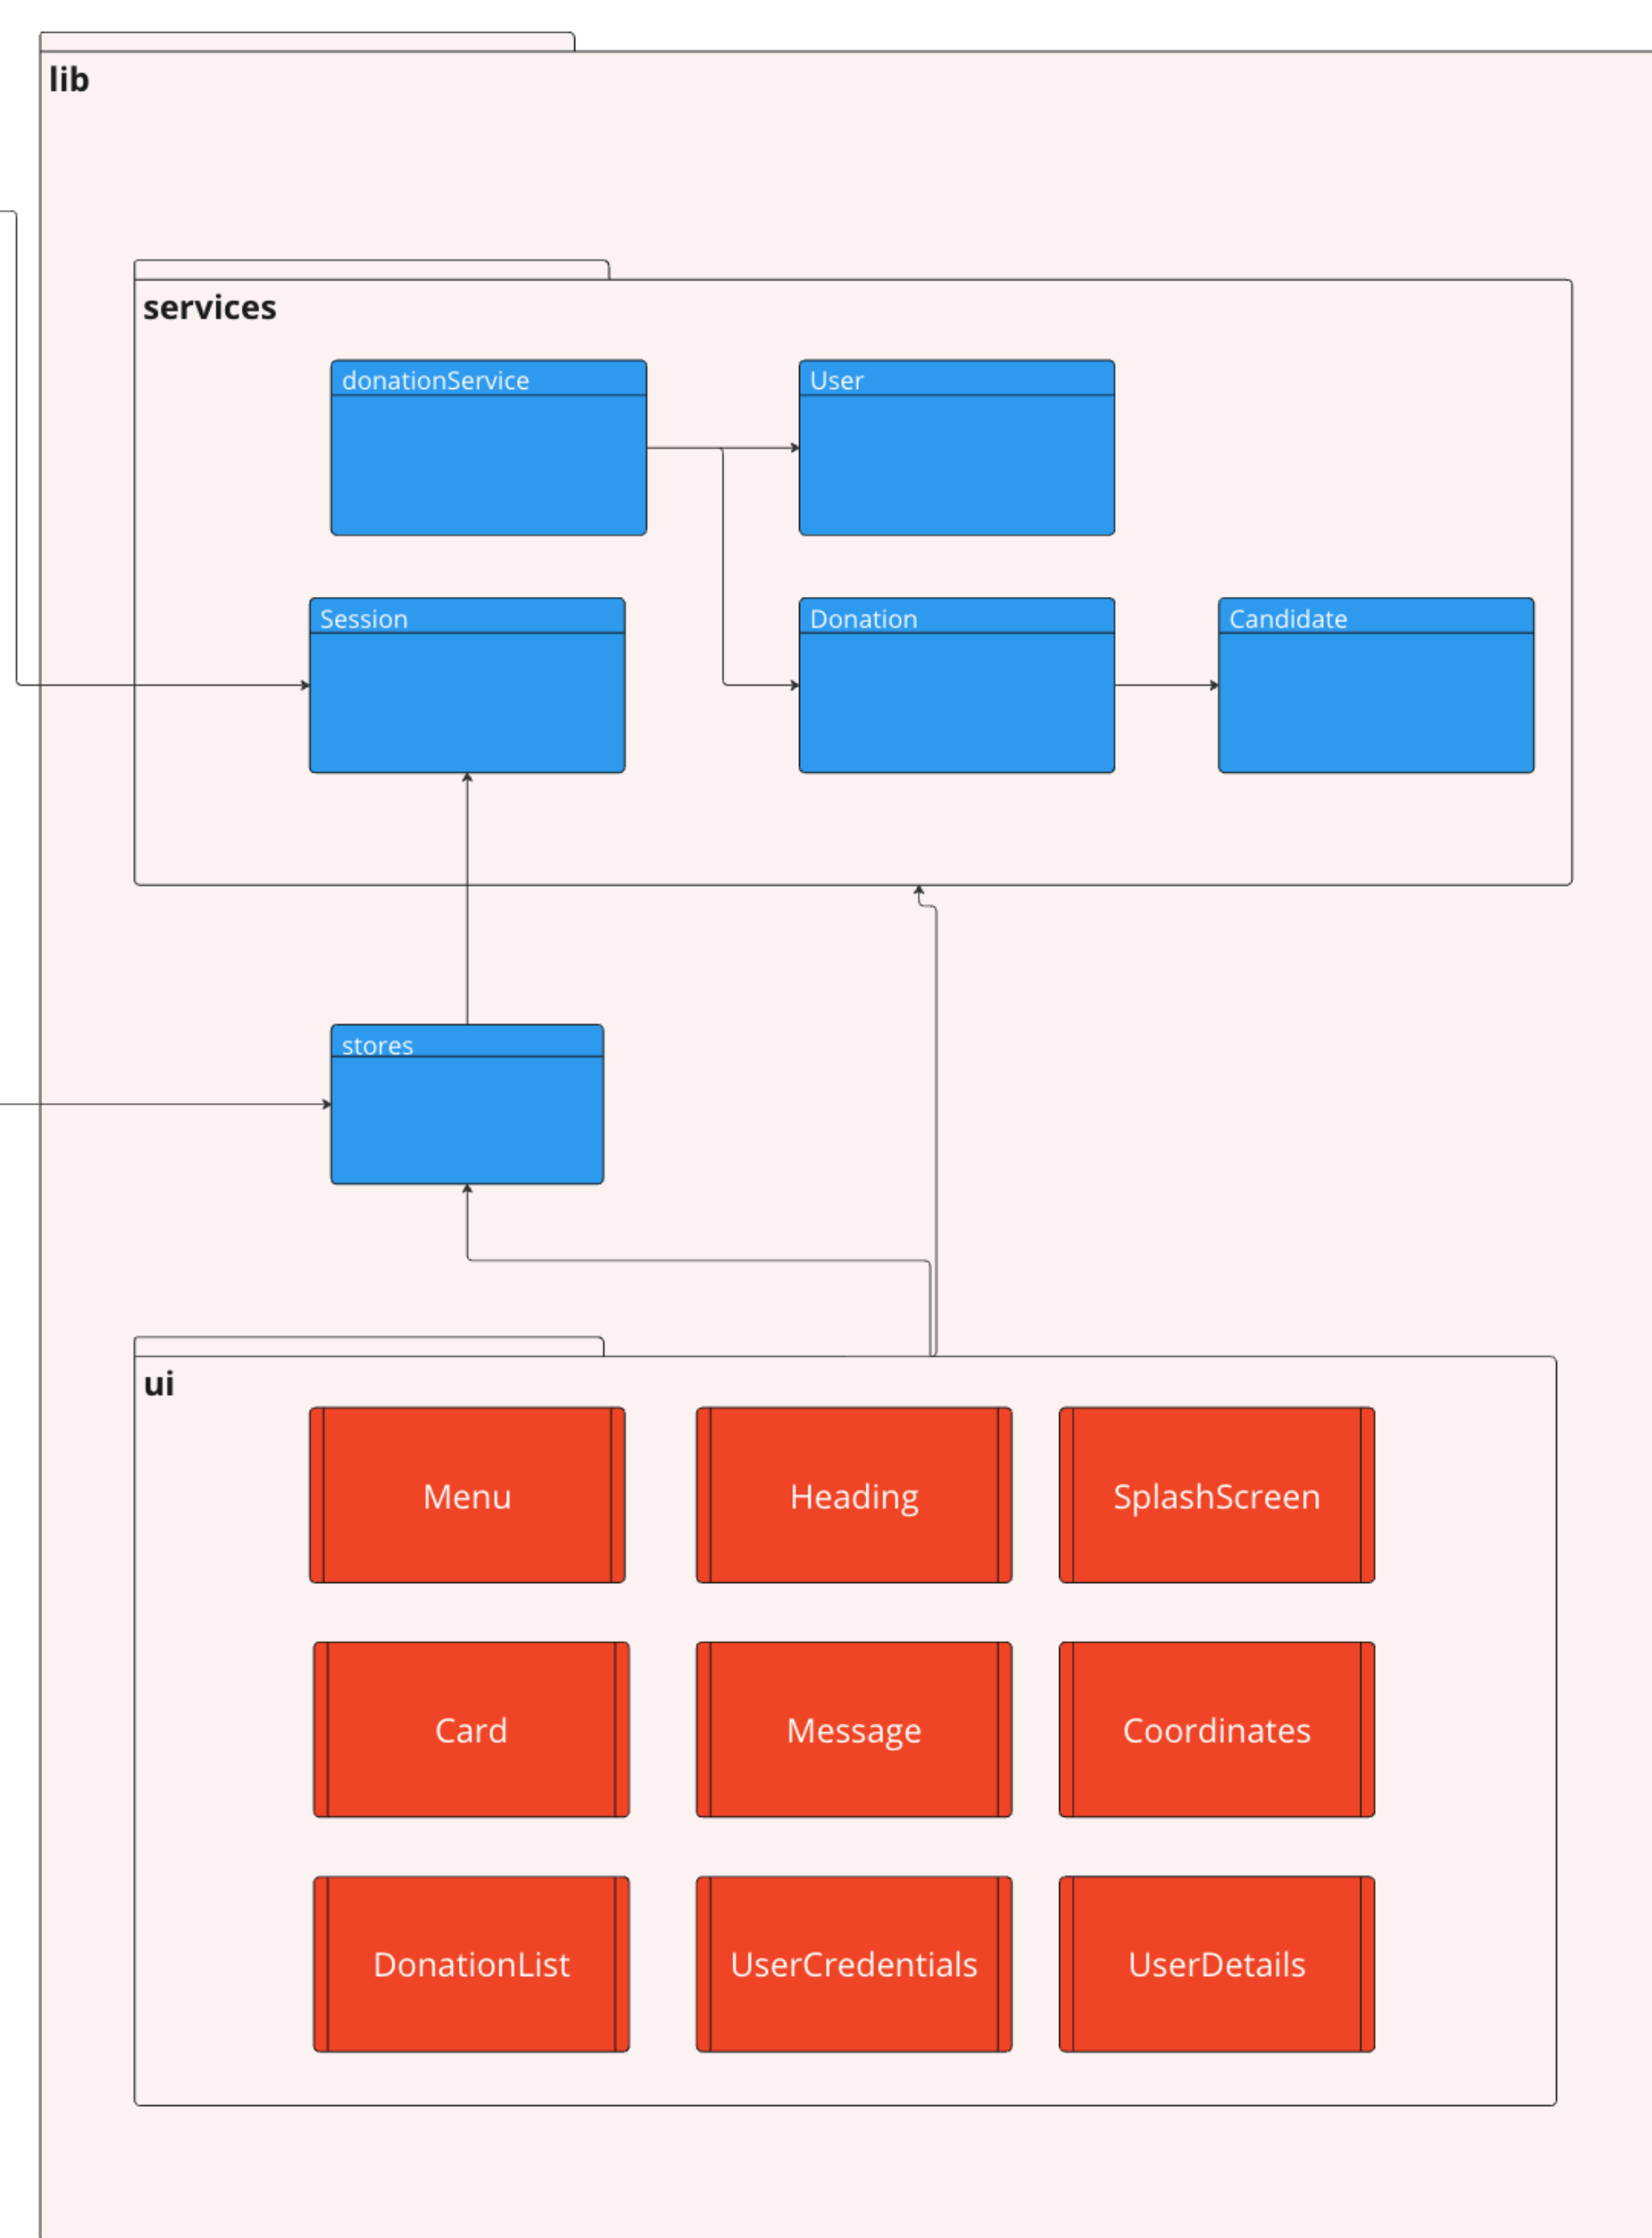 lib
services
donationService
User
Session
Donation
Candidate
stores
ui
Menu
Heading
SplashScreen
Card
Message
Coordinates
DonationList
UserCredentials
UserDetails